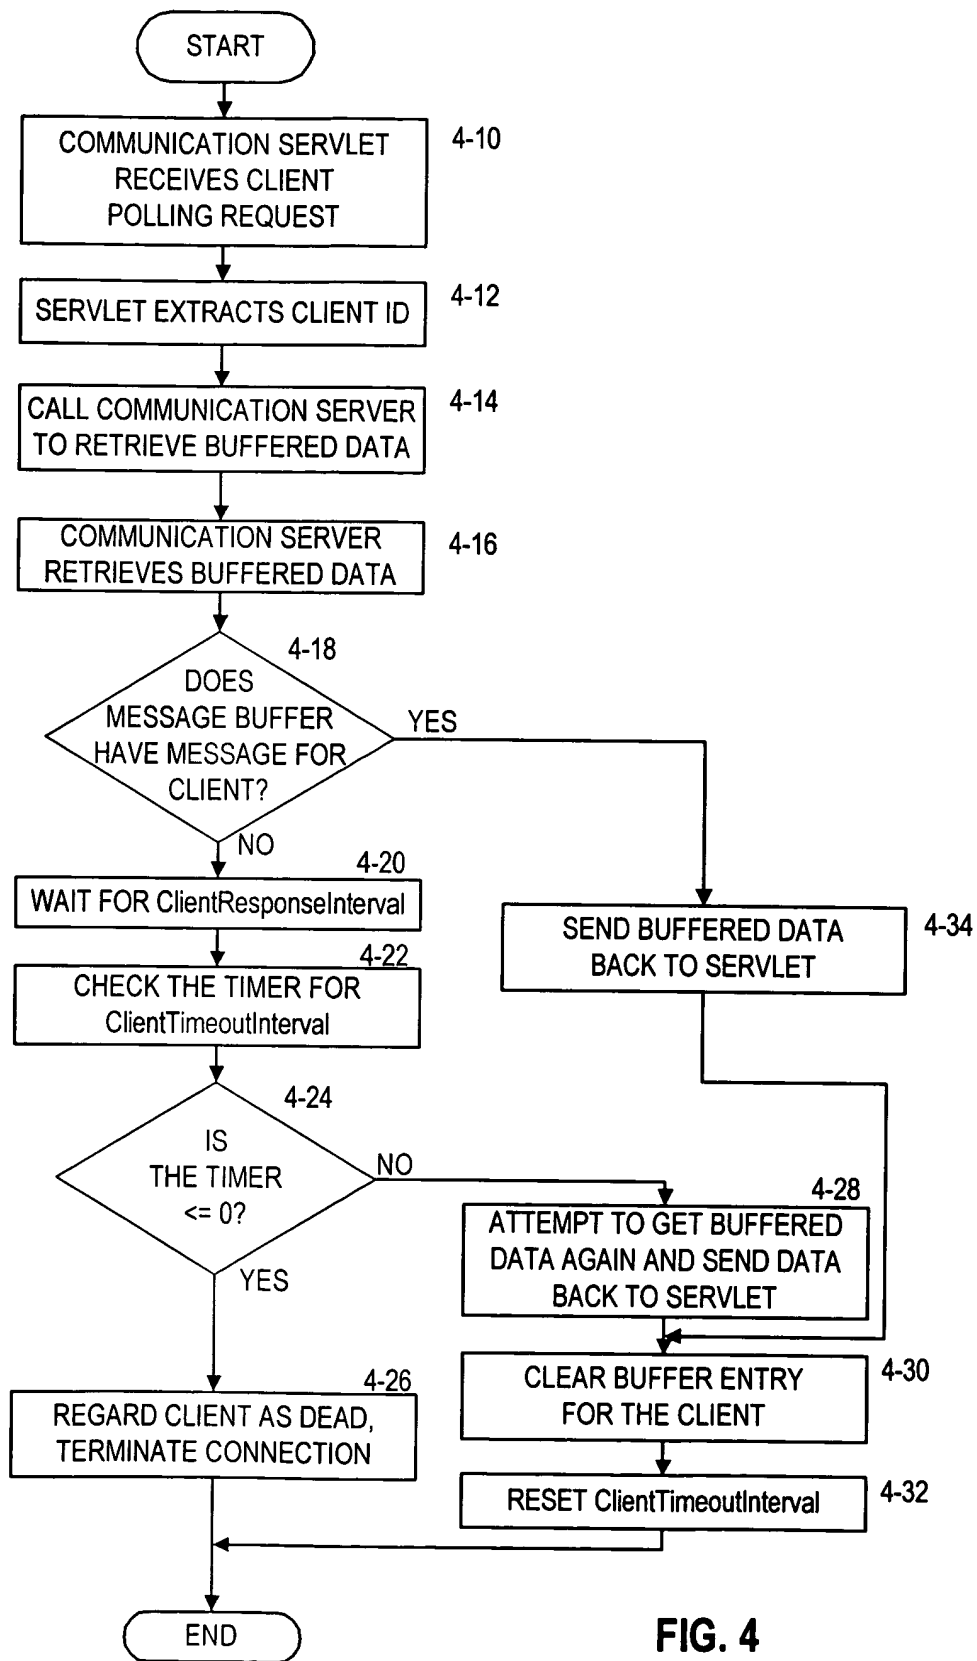 START
COMMUNICATION SERVLET
RECEIVES CLIENT
POLLING REQUEST
4-10
SERVLET EXTRACTS CLIENT ID
4-12
CALL COMMUNICATION SERVER
TO RETRIEVE BUFFERED DATA
4-14
COMMUNICATION SERVER
RETRIEVES BUFFERED DATA
4-16
4-18
DOES
MESSAGE BUFFER
HAVE MESSAGE FOR
CLIENT?
YES
NO
4-20
WAIT FOR ClientResponseInterval
4-22
CHECK THE TIMER FOR
ClientTimeoutInterval
SEND BUFFERED DATA
BACK TO SERVLET
4-34
4-24
IS
THE TIMER
<= 0?
NO
YES
4-28
ATTEMPT TO GET BUFFERED
DATA AGAIN AND SEND DATA
BACK TO SERVLET
4-26
REGARD CLIENT AS DEAD,
TERMINATE CONNECTION
CLEAR BUFFER ENTRY
FOR THE CLIENT
4-30
RESET ClientTimeoutInterval
4-32
END
FIG. 4